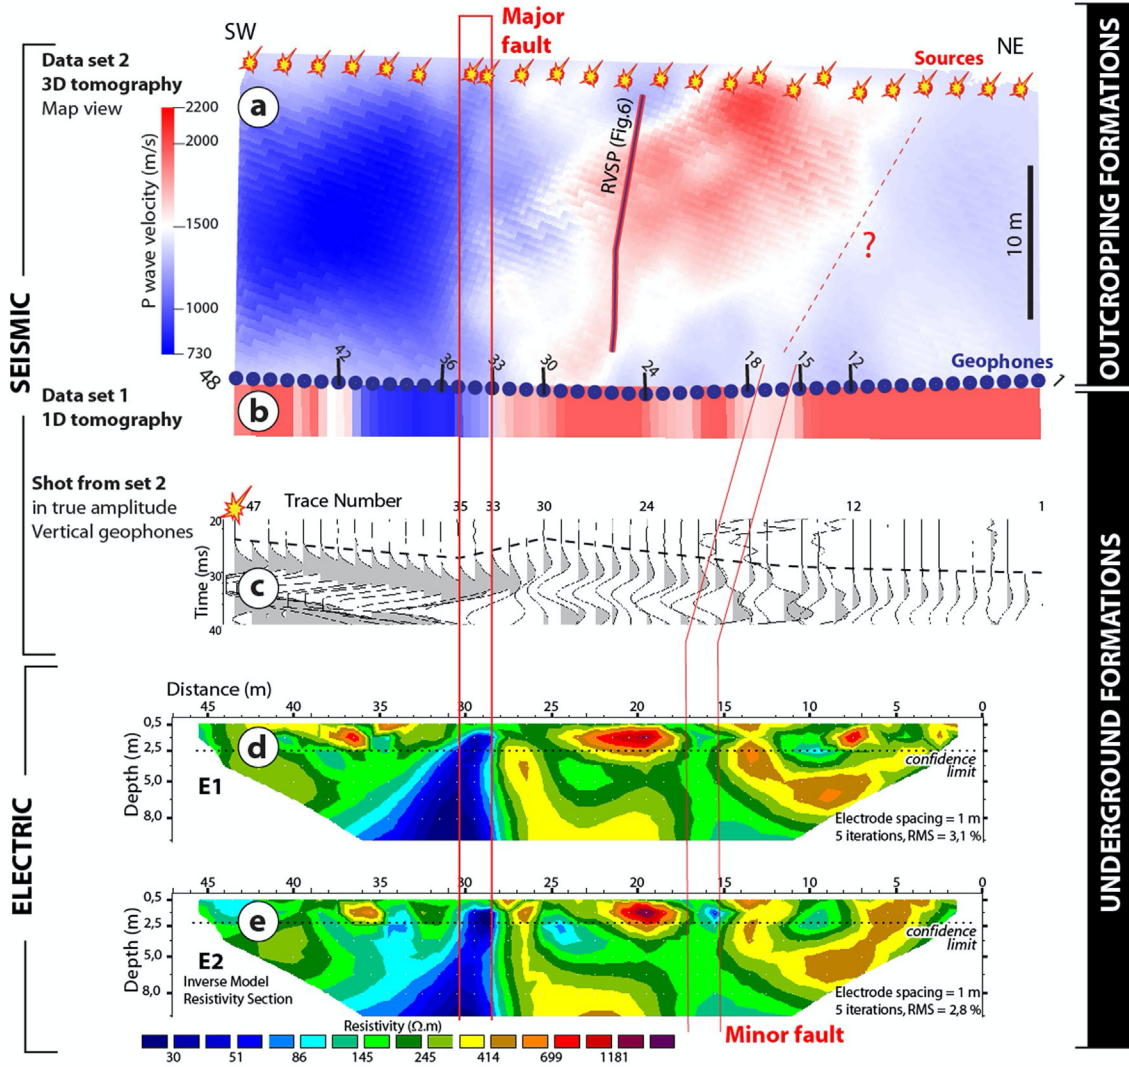 SW
Major
fault
NE
Data set 2
3D tomography
Map view
Sources
a
P wave velocity (m/s)
2200
2000
1500
1000
730
RVSP (Fig.6)
?
10 m
OUTCROPPING FORMATIONS
SEISMIC
48
42
36
33
30
24
18
15
12
Geophones
1
Data set 1
1D tomography
b
Shot from set 2
in true amplitude
Vertical geophones
Trace Number
47
35
33
30
24
12
1
Time (ms)
20
30
40
c
UNDERGROUND FORMATIONS
ELECTRIC
Distance (m)
45
40
35
30
25
20
15
10
5
0
Depth (m)
0,5
2,5
5,0
8,0
d
E1
confidence
limit
Electrode spacing = 1 m
5 iterations, RMS = 3,1 %
45
40
35
30
25
20
15
10
5
0
Depth (m)
0,5
2,5
5,0
8,0
e
E2
Inverse Model
Resistivity Section
confidence
limit
Electrode spacing = 1 m
5 iterations, RMS = 2,8 %
Resistivity (Ω.m)
30
51
86
145
245
414
699
1181
Minor fault